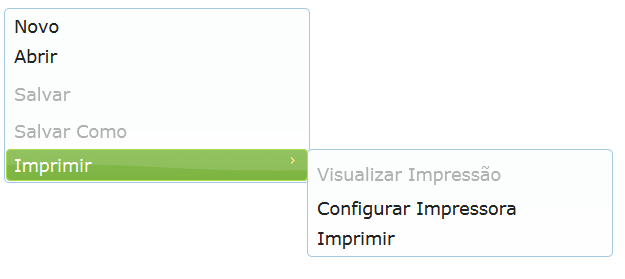 Novo
Abrir
Salvar
Salvar Como
Imprimir
Visualizar Impressão
Configurar Impressora
Imprimir